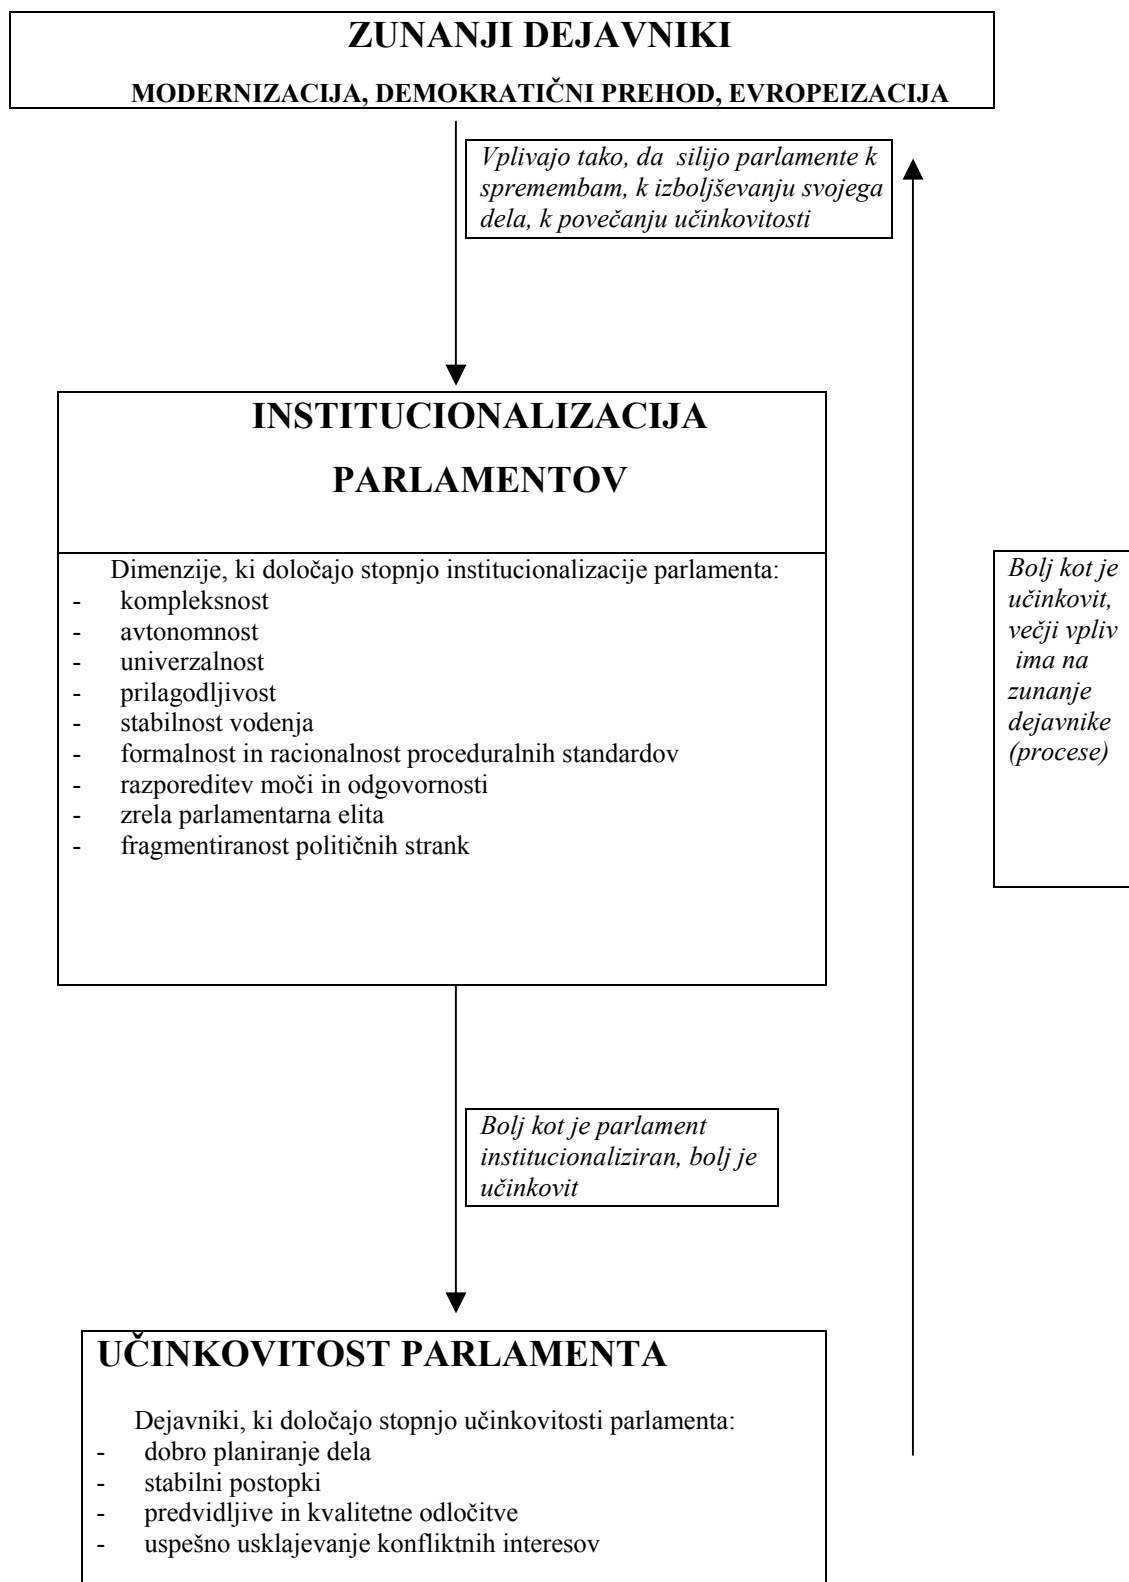 ZUNANJI DEJAVNIKI
MODERNIZACIJA, DEMOKRATIČNI PREHOD, EVROPEIZACIJA
Vplivajo tako, da silijo parlamente k
spremembam, k izboljševanju svojega
dela, k povečanju učinkovitosti
INSTITUCIONALIZACIJA
PARLAMENTOV
Dimenzije, ki določajo stopnjo institucionalizacije parlamenta:
- kompleksnost
- avtonomnost
- univerzalnost
- prilagodljivost
- stabilnost vodenja
- formalnost in racionalnost proceduralnih standardov
- razporeditev moči in odgovornosti
- zrela parlamentarna elita
- fragmentiranost političnih strank
Bolj kot je
učinkovit,
večji vpliv
ima na
zunanje
dejavnike
(procese)
Bolj kot je parlament
institucionaliziran, bolj je
učinkovit
UČINKOVITOST PARLAMENTA
Dejavniki, ki določajo stopnjo učinkovitosti parlamenta:
- dobro planiranje dela
- stabilni postopki
- predvidljive in kvalitetne odločitve
- uspešno usklajevanje konfliktnih interesov